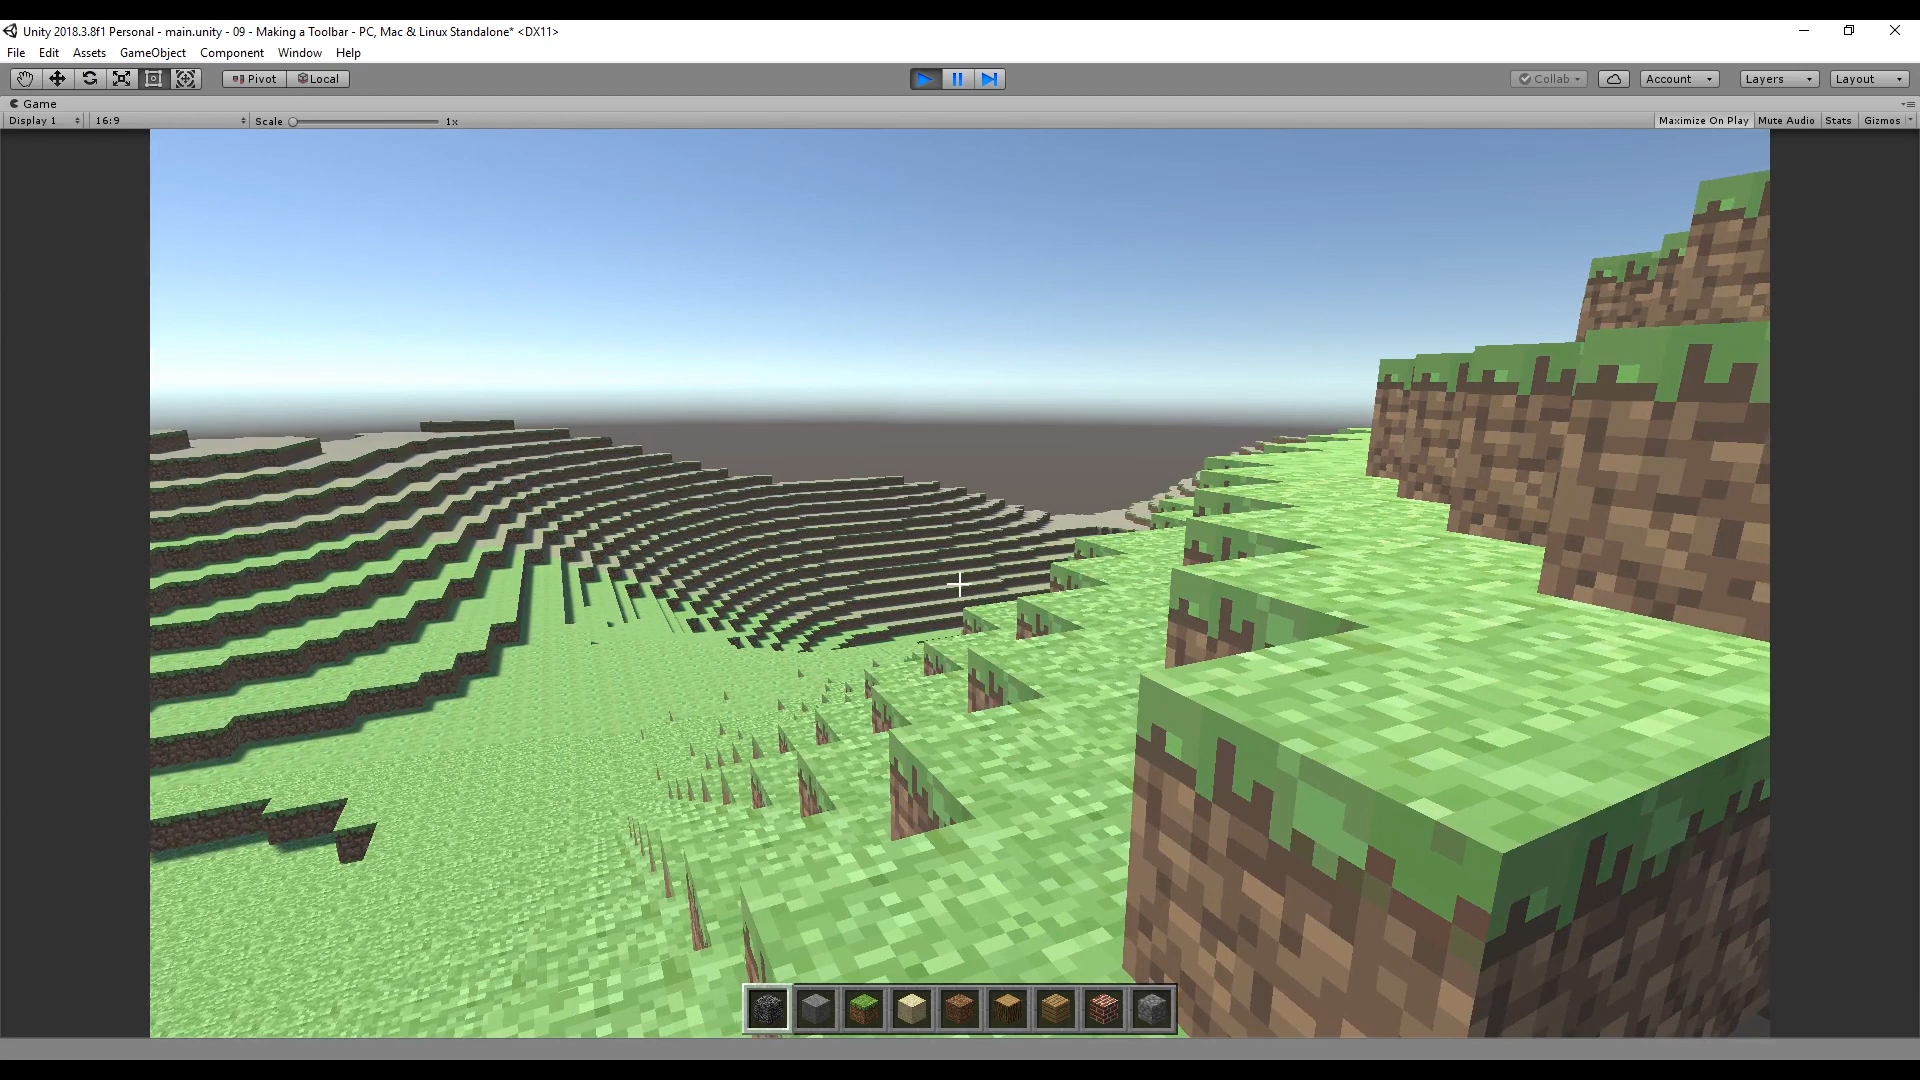 Unity 2018.3.8f1 Personal - main.unity - 09 - Making a Toolbar - PC, Mac & Linux Standalone* <DX11>
File Edit Assets GameObject Component Window Help
Pivot Local Collab Account Layers Layout
Game
Display 1 16:9 Scale 1x Maximize On Play Mute Audio Stats Gizmos